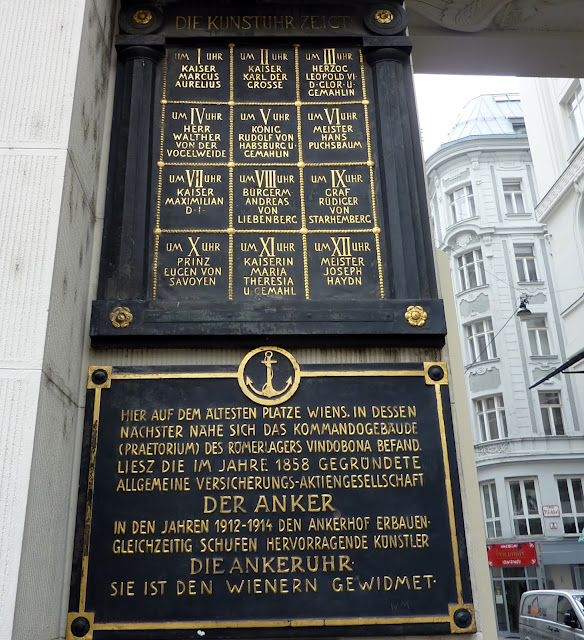 DIE KUNSTUHR ZEIGT
UM I UHR
KAISER
MARCUS
AURELIUS
UM II UHR
KAISER
KARL DER
GROSSE
UM III UHR
HERZOG
LEOPOLD VI·
D·GLOR·U·
GEMAHLIN
UM IV UHR
HERR
WALTHER
VON DER
VOGELWEIDE
UM V UHR
KÖNIG
RUDOLF VON
HABSBURG U·
GEMAHLIN
UM VI UHR
MEISTER
HANS
PUCHSBAUM
UM VII UHR
KAISER
MAXIMILIAN
D·I·
UM VIII UHR
BÜRGERM·
ANDREAS
VON
LIEBENBERG
UM IX UHR
GRAF
RÜDIGER
VON
STARHEMBERG
UM X UHR
PRINZ
EUGEN VON
SAVOYEN
UM XI UHR
KAISERIN
MARIA
THERESIA
U·GEMAHL
UM XII UHR
MEISTER
JOSEPH
HAYDN
HIER AUF DEM ÄLTESTEN PLATZE WIENS, IN DESSEN
NÄCHSTER NÄHE SICH DAS KOMMANDOGEBÄUDE
(PRAETORIUM) DES RÖMERLAGERS VINDOBONA BEFAND,
LIESZ DIE IM JAHRE 1858 GEGRÜNDETE
ALLGEMEINE VERSICHERUNGS-AKTIENGESELLSCHAFT
DER ANKER
IN DEN JAHREN 1912-1914 DEN ANKERHOF ERBAUEN·
GLEICHZEITIG SCHUFEN HERVORRAGENDE KÜNSTLER
DIE ANKERUHR·
SIE IST DEN WIENERN GEWIDMET·